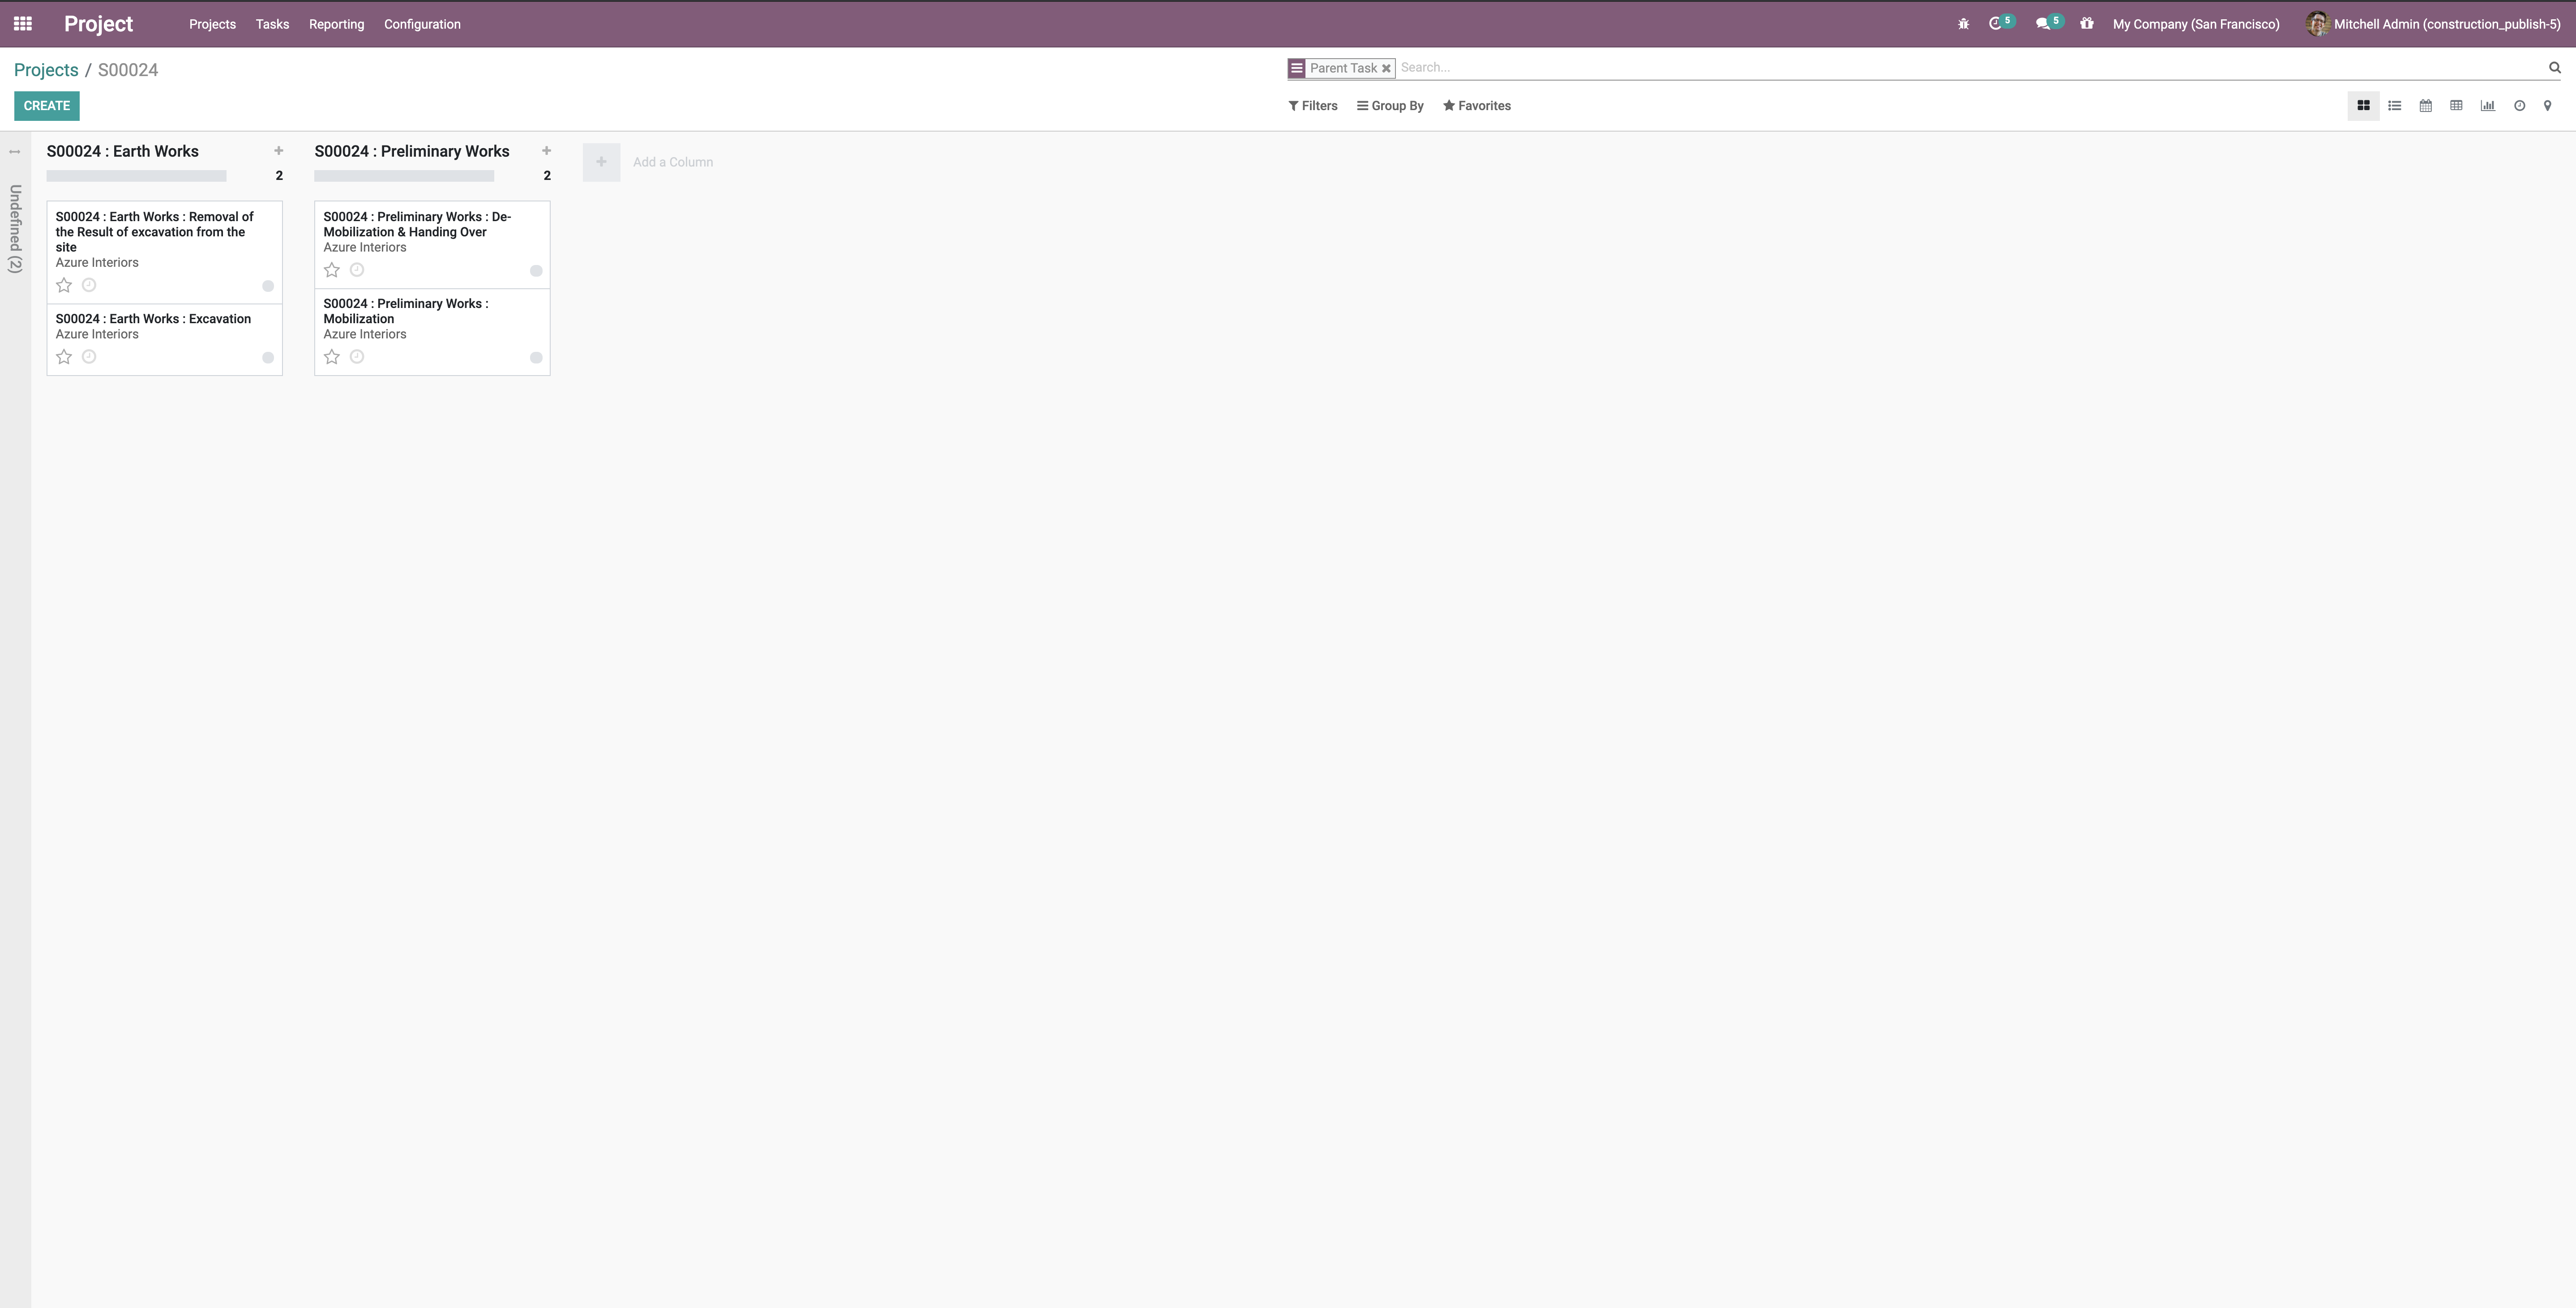 Project
Projects
Tasks
Reporting
Configuration
5
5
My Company (San Francisco)
Mitchell Admin (construction_publish-5)
Projects / S00024
Parent Task
Search...
CREATE
Filters
Group By
Favorites
Undefined (2)
S00024 : Earth Works
2
S00024 : Earth Works : Removal of
the Result of excavation from the
site
Azure Interiors
S00024 : Earth Works : Excavation
Azure Interiors
S00024 : Preliminary Works
2
S00024 : Preliminary Works : De-
Mobilization & Handing Over
Azure Interiors
S00024 : Preliminary Works :
Mobilization
Azure Interiors
Add a Column